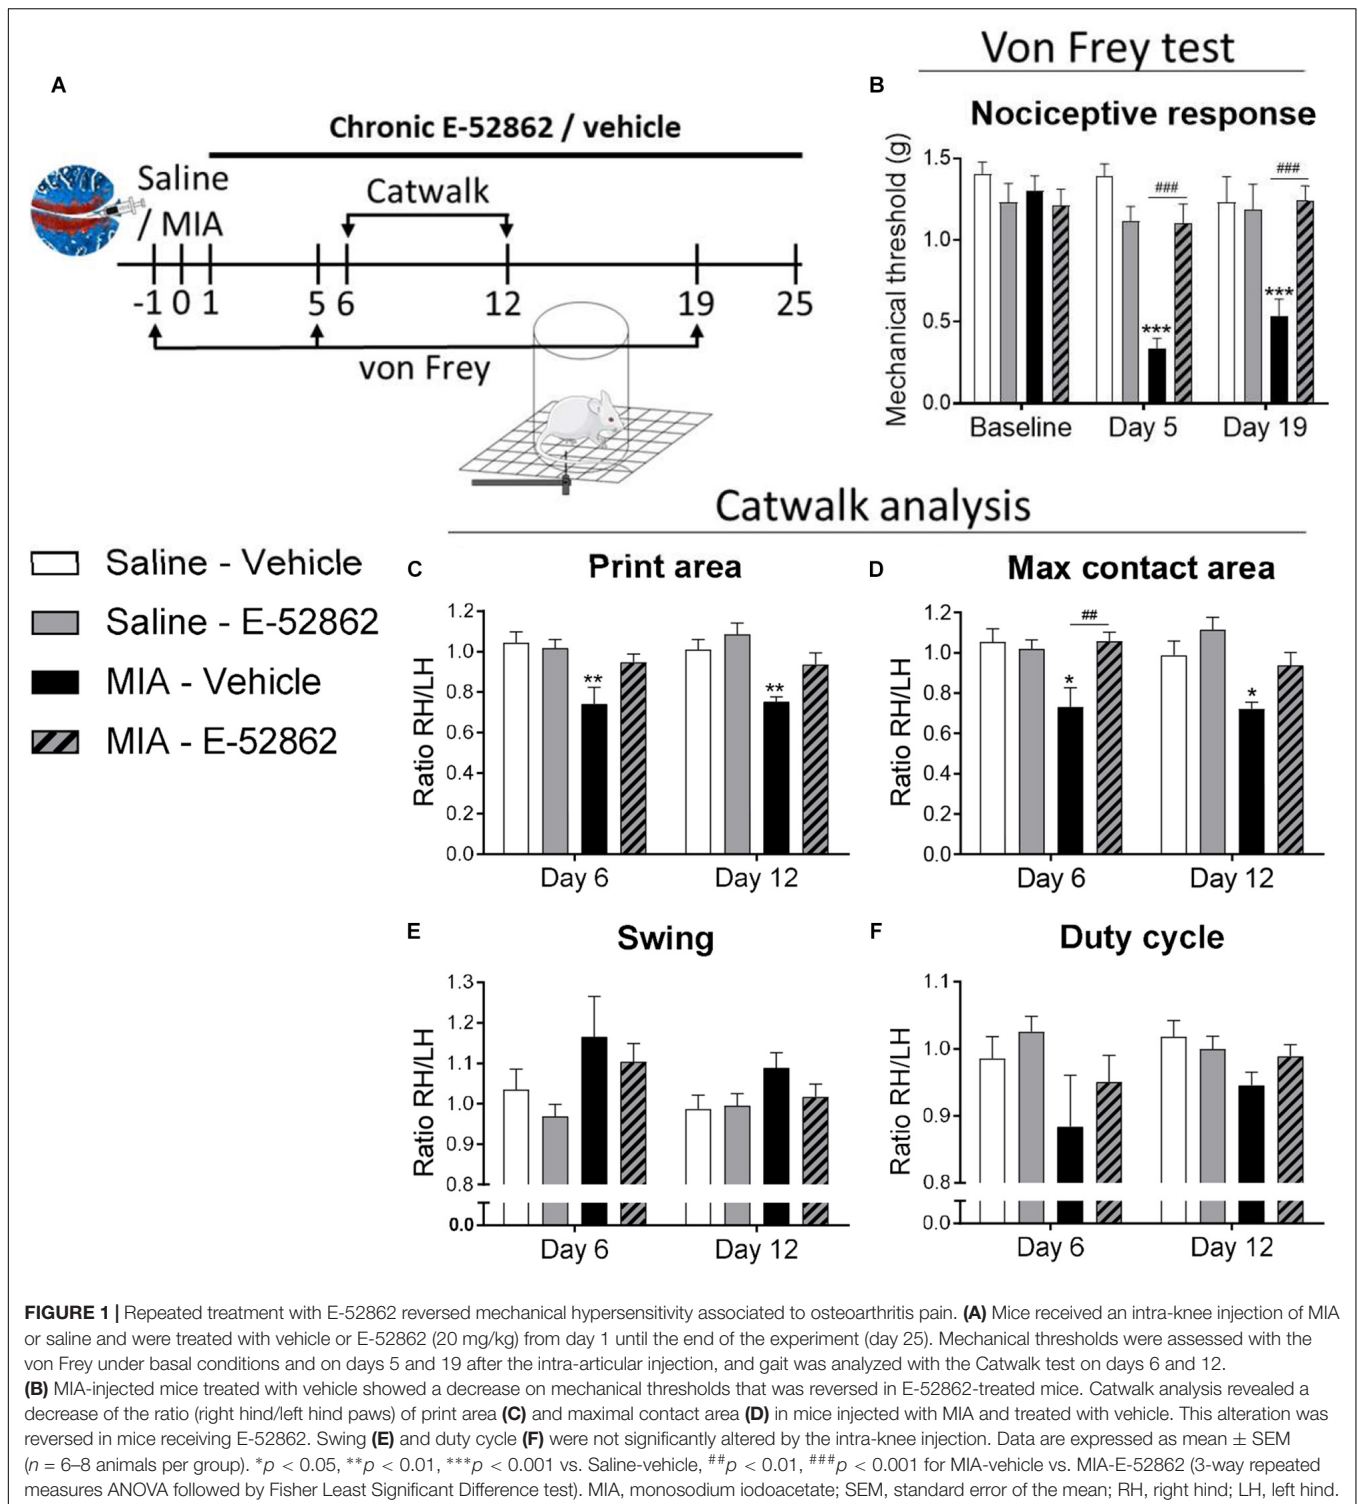 Von Frey test
A
B
Chronic E-52862 / vehicle
Nociceptive response
Saline
/ MIA
Catwalk
-1 0 1 5 6 12 19 25
von Frey
Mechanical threshold (g)
1.5
1.0
0.5
0.0
###
###
***
***
Baseline Day 5 Day 19
Catwalk analysis
Saline - Vehicle
Saline - E-52862
MIA - Vehicle
MIA - E-52862
C
Print area
Ratio RH/LH
1.2
1.0
0.8
0.6
0.4
0.2
0.0
**
**
Day 6 Day 12
D
Max contact area
Ratio RH/LH
1.2
1.0
0.8
0.6
0.4
0.2
0.0
##
*
*
Day 6 Day 12
E
Swing
Ratio RH/LH
1.3
1.2
1.1
1.0
0.9
0.8
0.0
Day 6 Day 12
F
Duty cycle
Ratio RH/LH
1.1
1.0
0.9
0.8
0.0
Day 6 Day 12
FIGURE 1 | Repeated treatment with E-52862 reversed mechanical hypersensitivity associated to osteoarthritis pain. (A) Mice received an intra-knee injection of MIA
or saline and were treated with vehicle or E-52862 (20 mg/kg) from day 1 until the end of the experiment (day 25). Mechanical thresholds were assessed with the
von Frey under basal conditions and on days 5 and 19 after the intra-articular injection, and gait was analyzed with the Catwalk test on days 6 and 12.
(B) MIA-injected mice treated with vehicle showed a decrease on mechanical thresholds that was reversed in E-52862-treated mice. Catwalk analysis revealed a
decrease of the ratio (right hind/left hind paws) of print area (C) and maximal contact area (D) in mice injected with MIA and treated with vehicle. This alteration was
reversed in mice receiving E-52862. Swing (E) and duty cycle (F) were not significantly altered by the intra-knee injection. Data are expressed as mean ± SEM
(n = 6–8 animals per group). *p < 0.05, **p < 0.01, ***p < 0.001 vs. Saline-vehicle, ##p < 0.01, ###p < 0.001 for MIA-vehicle vs. MIA-E-52862 (3-way repeated
measures ANOVA followed by Fisher Least Significant Difference test). MIA, monosodium iodoacetate; SEM, standard error of the mean; RH, right hind; LH, left hind.